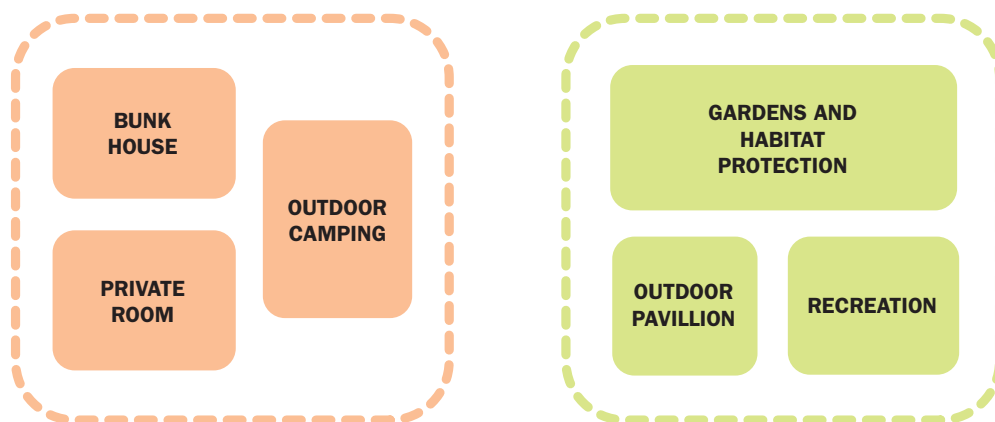 BUNK
HOUSE
OUTDOOR
CAMPING
PRIVATE
ROOM
GARDENS AND
HABITAT
PROTECTION
OUTDOOR
PAVILLION
RECREATION